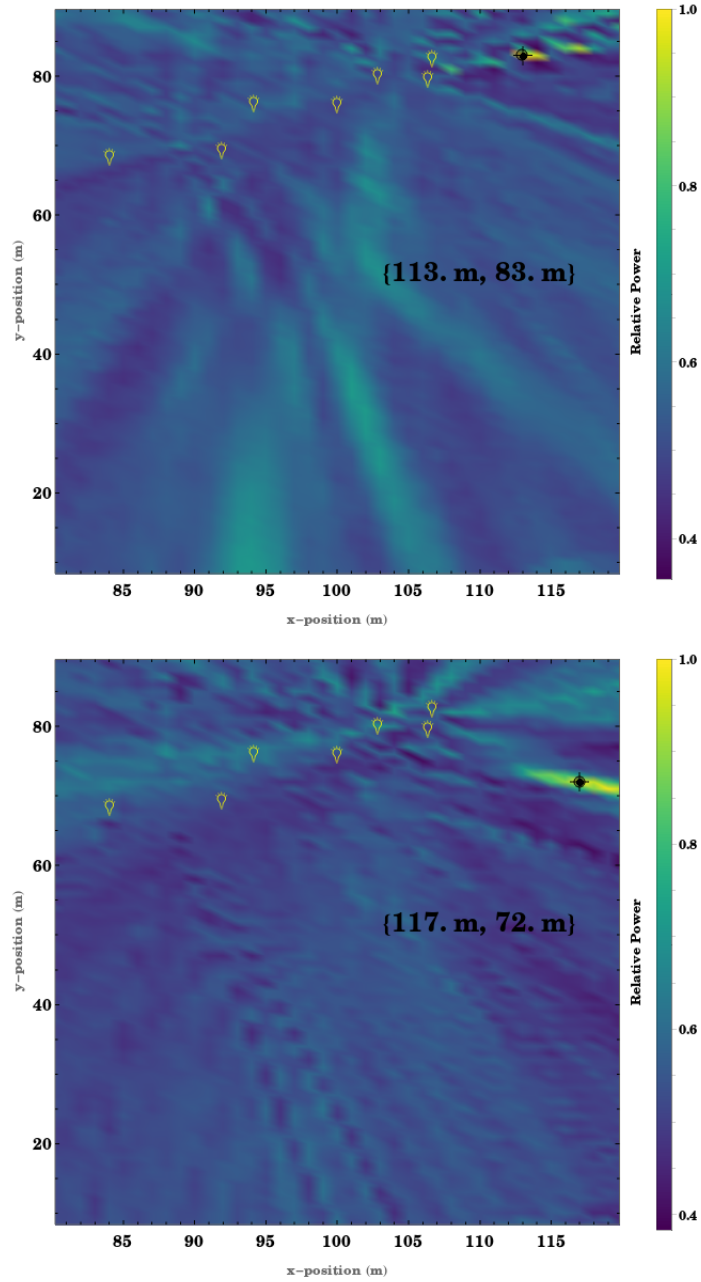 1.0
80
0.8
60
{113. m, 83. m}
y−position (m)
Relative Power
40
0.6
20
0.4
85 90 95 100 105 110 115
x−position (m)
1.0
80
0.8
60
{117. m, 72. m}
y−position (m)
Relative Power
40
0.6
20
0.4
85 90 95 100 105 110 115
x−position (m)